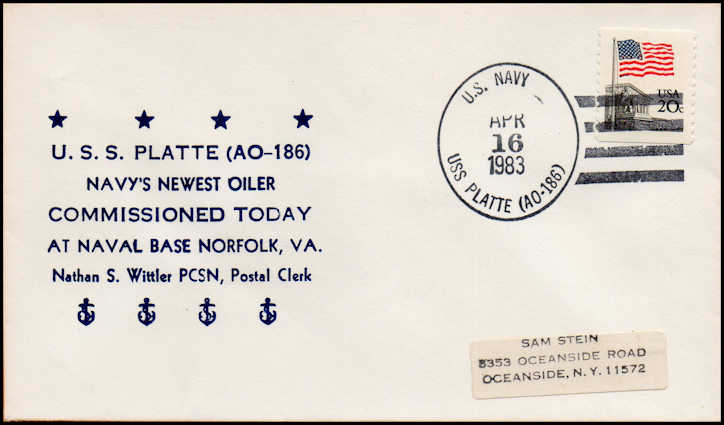 U. S. S. PLATTE (AO-186)
NAVY'S NEWEST OILER
COMMISSIONED TODAY
AT NAVAL BASE NORFOLK, VA.
Nathan S. Wittler PCSN, Postal Clerk
U.S. NAVY
APR
16
1983
USS PLATTE (AO-186)
USA
20c
SAM STEIN
8353 OCEANSIDE ROAD
OCEANSIDE, N.Y. 11572